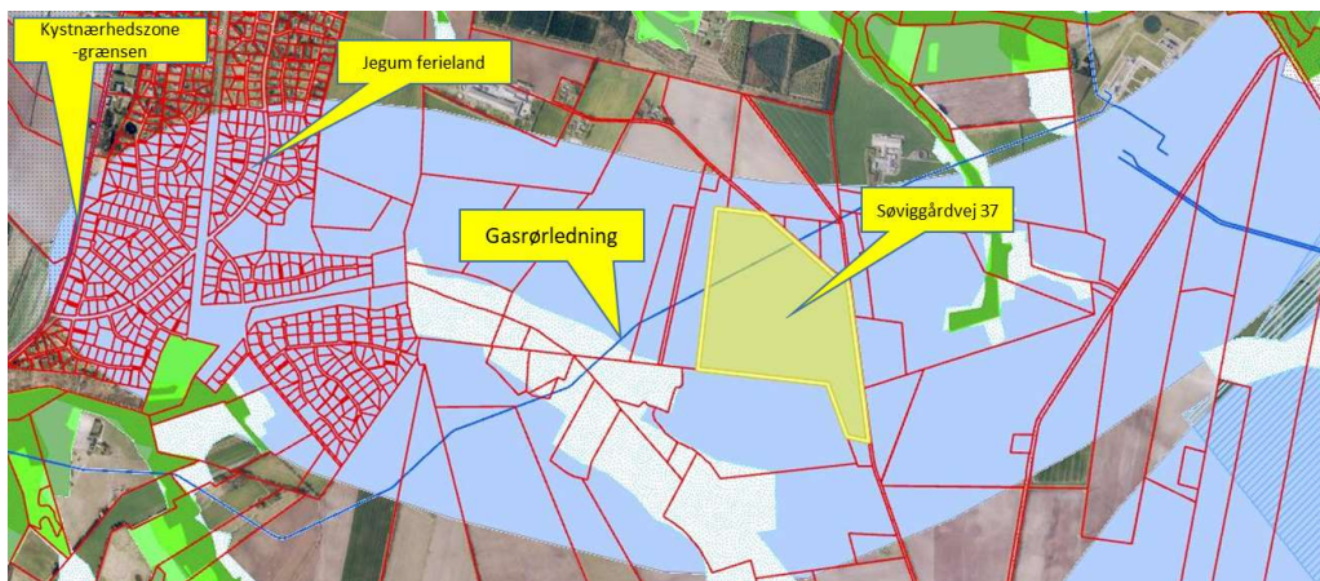 Kystnærhedszone
-grænsen
Jegum ferieland
Gasrørledning
Søviggårdvej 37